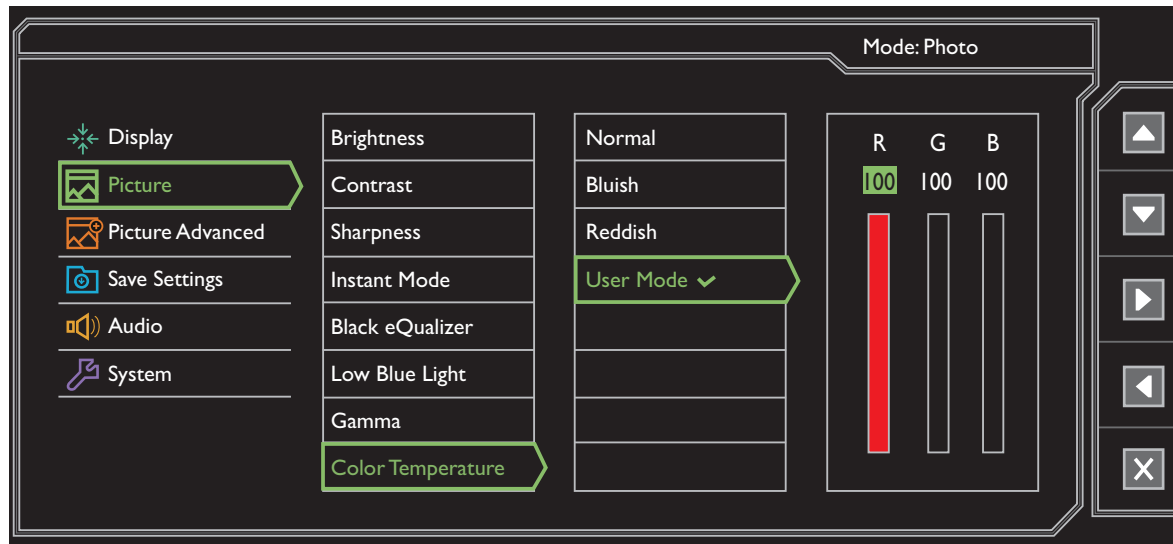 Mode: Photo
Display
Picture
Picture Advanced
Save Settings
Audio
System
Brightness
Contrast
Sharpness
Instant Mode
Black eQualizer
Low Blue Light
Gamma
Color Temperature
Normal
Bluish
Reddish
User Mode
R G B
100 100 100